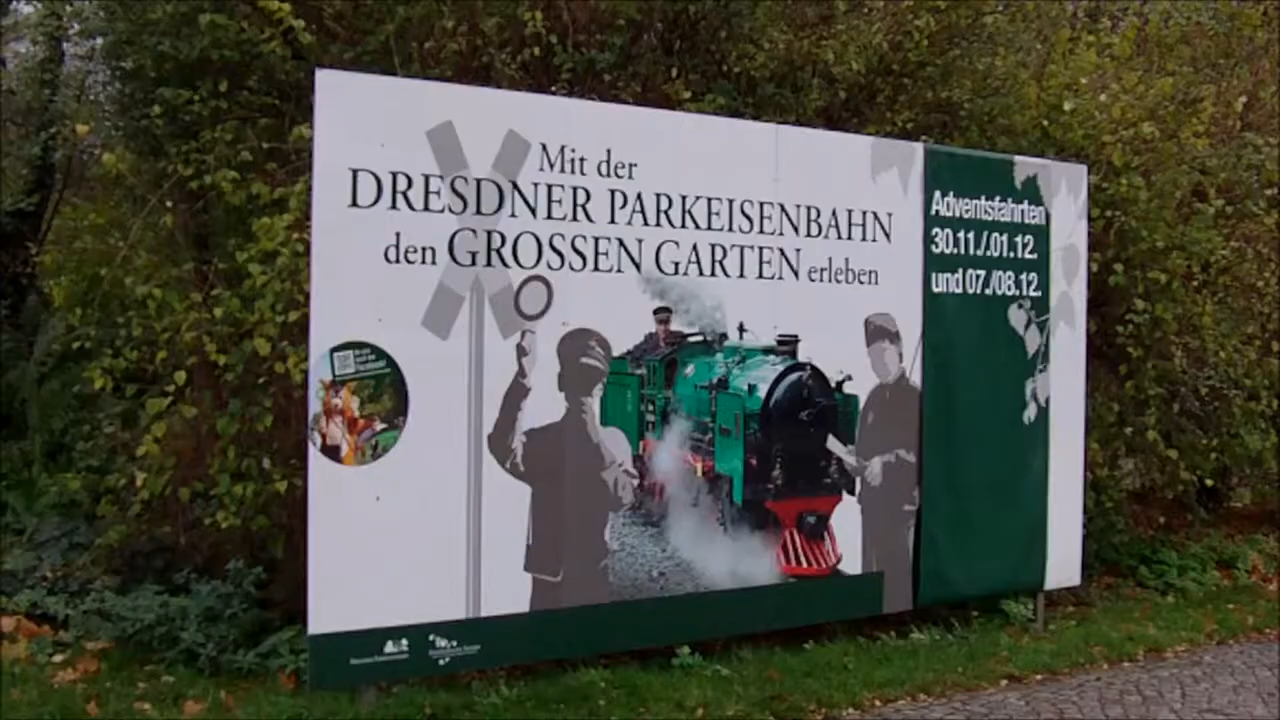 Mit der
DRESDNER PARKEISENBAHN
den GROSSEN GARTEN erleben
Adventsfahrten
30.11./.01.12.
und 07./08.12.